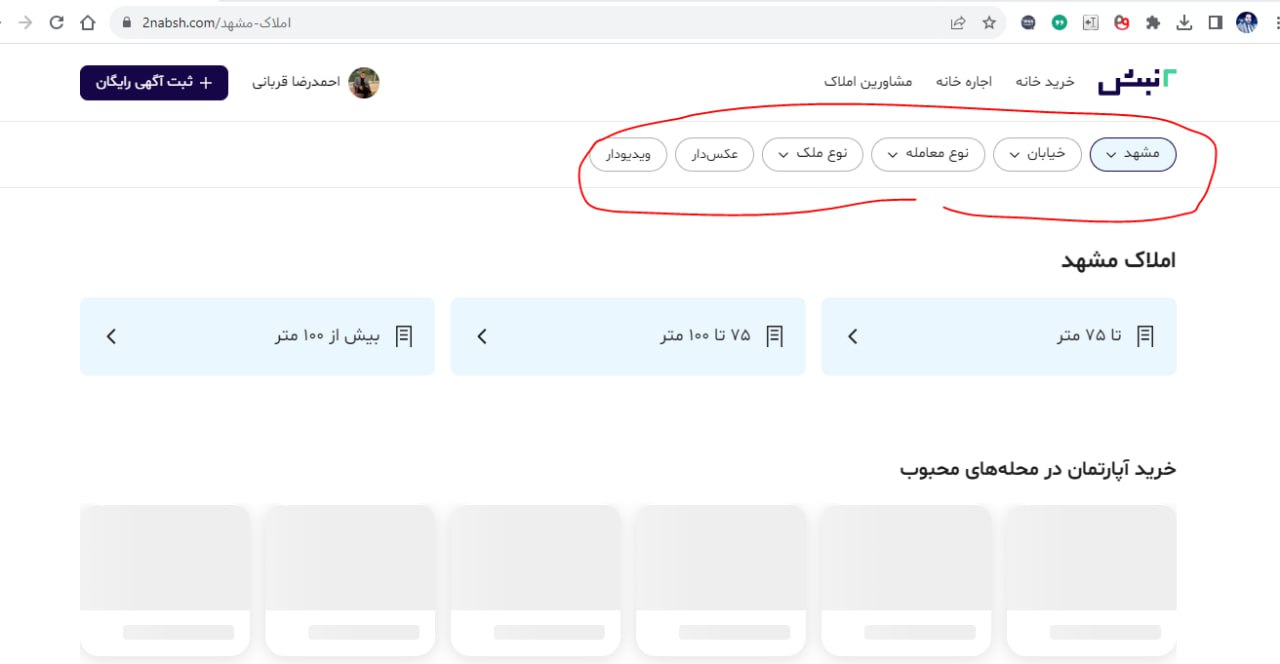 2nabsh.com/املاک-مشهد
۲نبش
خرید خانه
اجاره خانه
مشاورین املاک
احمدرضا قربانی
+ ثبت آگهی رایگان
مشهد
خیابان
نوع معامله
نوع ملک
عکس‌دار
ویدیودار
املاک مشهد
تا ۷۵ متر
۷۵ تا ۱۰۰ متر
بیش از ۱۰۰ متر
خرید آپارتمان در محله‌های محبوب